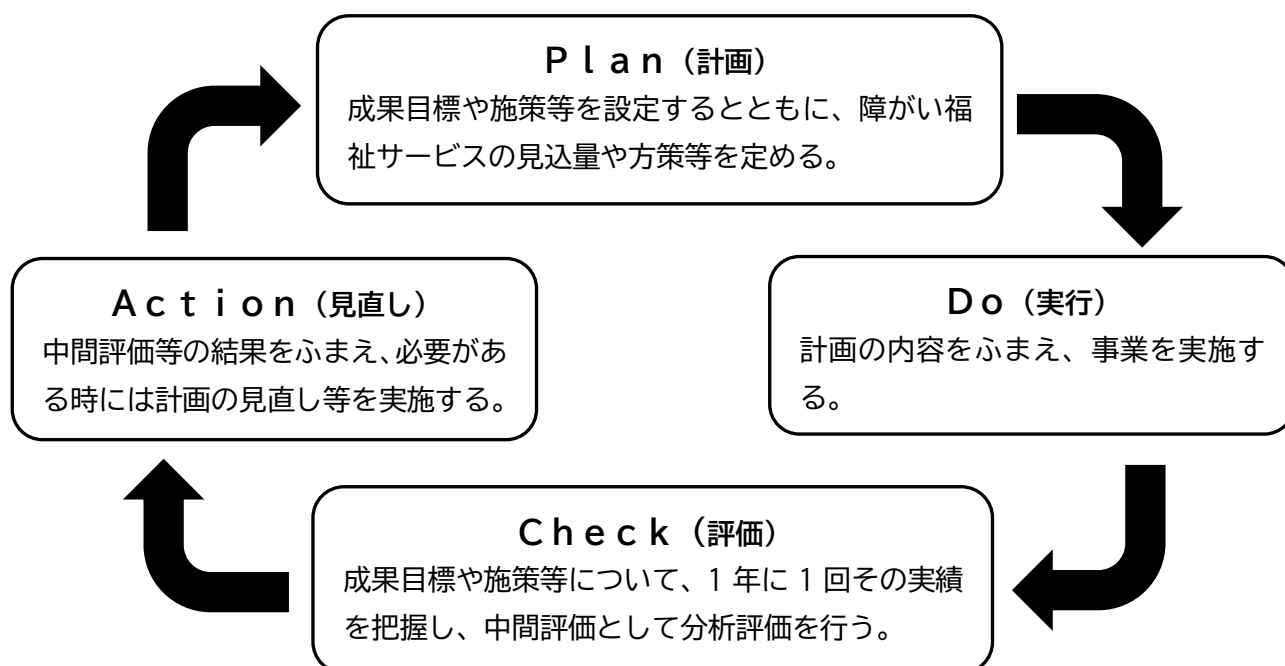 Ｐｌａｎ（計画）
成果目標や施策等を設定するとともに、障がい福
祉サービスの見込量や方策等を定める。
Ａｃｔｉｏｎ（見直し）
中間評価等の結果をふまえ、必要があ
る時には計画の見直し等を実施する。
Ｄｏ（実行）
計画の内容をふまえ、事業を実施す
る。
Ｃｈｅｃｋ（評価）
成果目標や施策等について、１年に１回その実績
を把握し、中間評価として分析評価を行う。